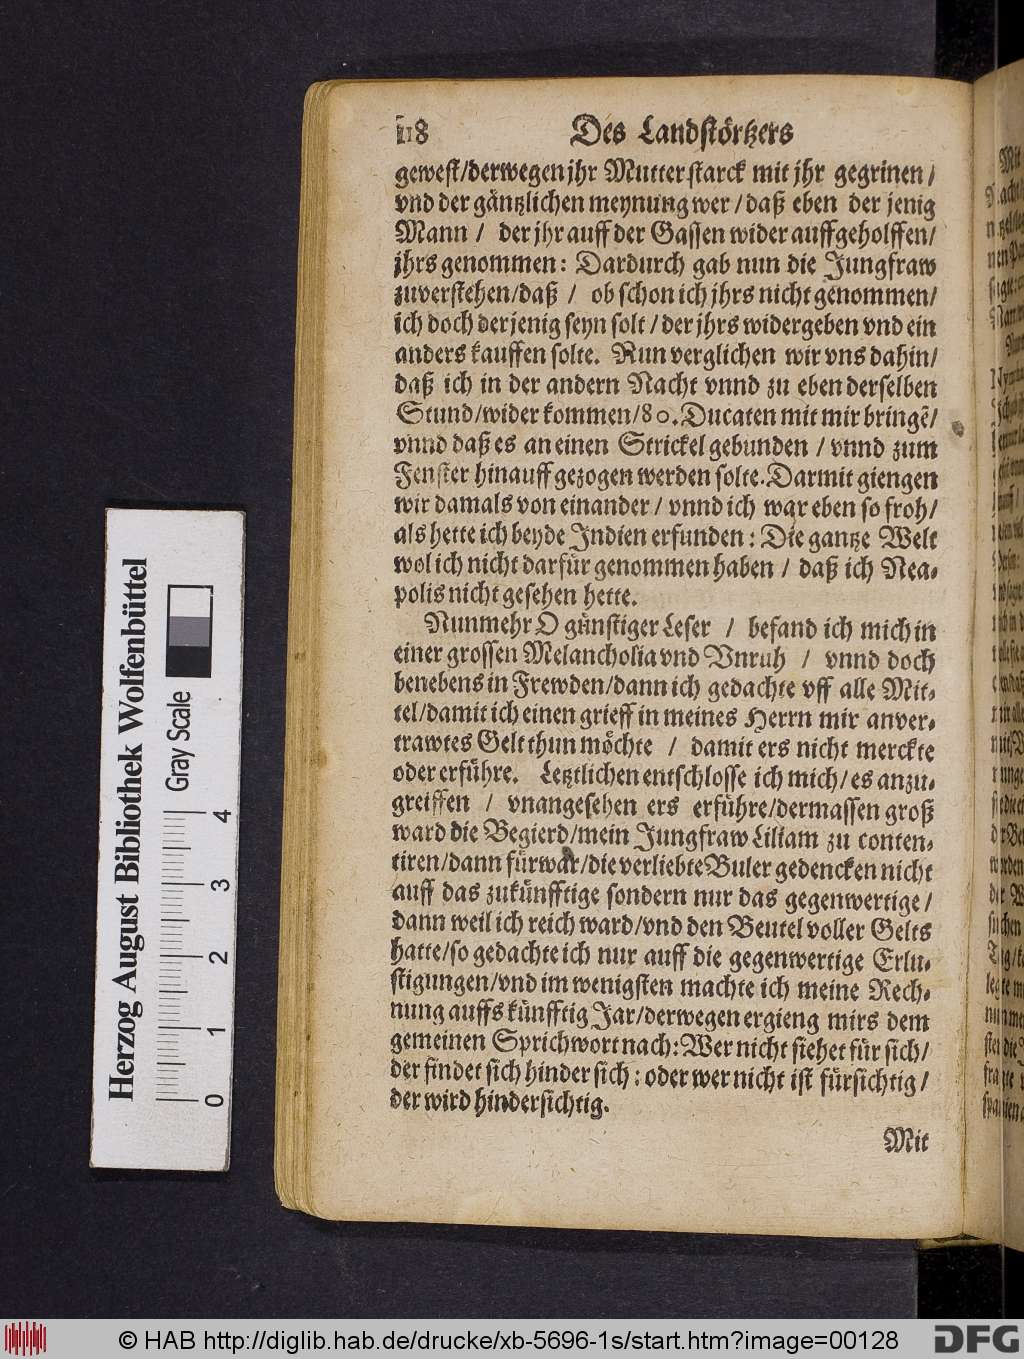 118 Des Landstörtzers
gewest/derwegen jhr Mutter starck mit jhr gegrinen/
vnd der gäntzlichen meynung wer/daß eben der jenig
Mann / der jhr auff der Gassen wider auffgeholffen/
jhrs genommen: Dardurch gab nun die Jungfraw
zuverstehen/daß / ob schon ich jhrs nicht genommen/
ich doch derjenig seyn solt/der jhrs widergeben vnd ein
anders kauffen solte. Nun verglichen wir vns dahin/
daß ich in der andern Nacht vnnd zu eben derselben
Stund/wider kommen/80. Ducaten mit mir bringẽ/
vnnd daß es an einen Strickel gebunden / vnnd zum
Fenster hinauff gezogen werden solte. Darmit giengen
wir damals von einander / vnnd ich war eben so froh/
als hette ich beyde Indien erfunden: Die gantze Welt
wol ich nicht darfür genommen haben / daß ich Nea-
polis nicht gesehen hette.
Nunmehr O günstiger Leser / befand ich mich in
einer grossen Melancholia vnd Vnruh / vnnd doch
benebens in Frewden/dann ich gedachte vff alle Mit-
tel/damit ich einen grieff in meines Herrn mir anver-
trawtes Gelt thun möchte / damit ers nicht merckte
oder erführe. Letztlichen entschlosse ich mich/es anzu-
greiffen / vnangesehen ers erführe/dermassen groß
ward die Begierd/mein Jungfraw Liliam zu conten-
tiren/dann fürwar/die verliebte Buler gedencken nicht
auff das zukünfftige sondern nur das gegenwertige/
dann weil ich reich ward/vnd den Beutel voller Gelts
hatte/so gedachte ich nur auff die gegenwertige Erlu-
stigungen/vnd im wenigsten machte ich meine Rech-
nung auffs künfftig Jar/derwegen ergieng mirs dem
gemeinen Sprichwort nach: Wer nicht siehet für sich/
der findet sich hinder sich: oder wer nicht ist fürsichtig/
der wird hindersichtig.
Mit
Herzog August Bibliothek Wolfenbüttel
Gray Scale
0 1 2 3 4
© HAB http://diglib.hab.de/drucke/xb-5696-1s/start.htm?image=00128
DFG